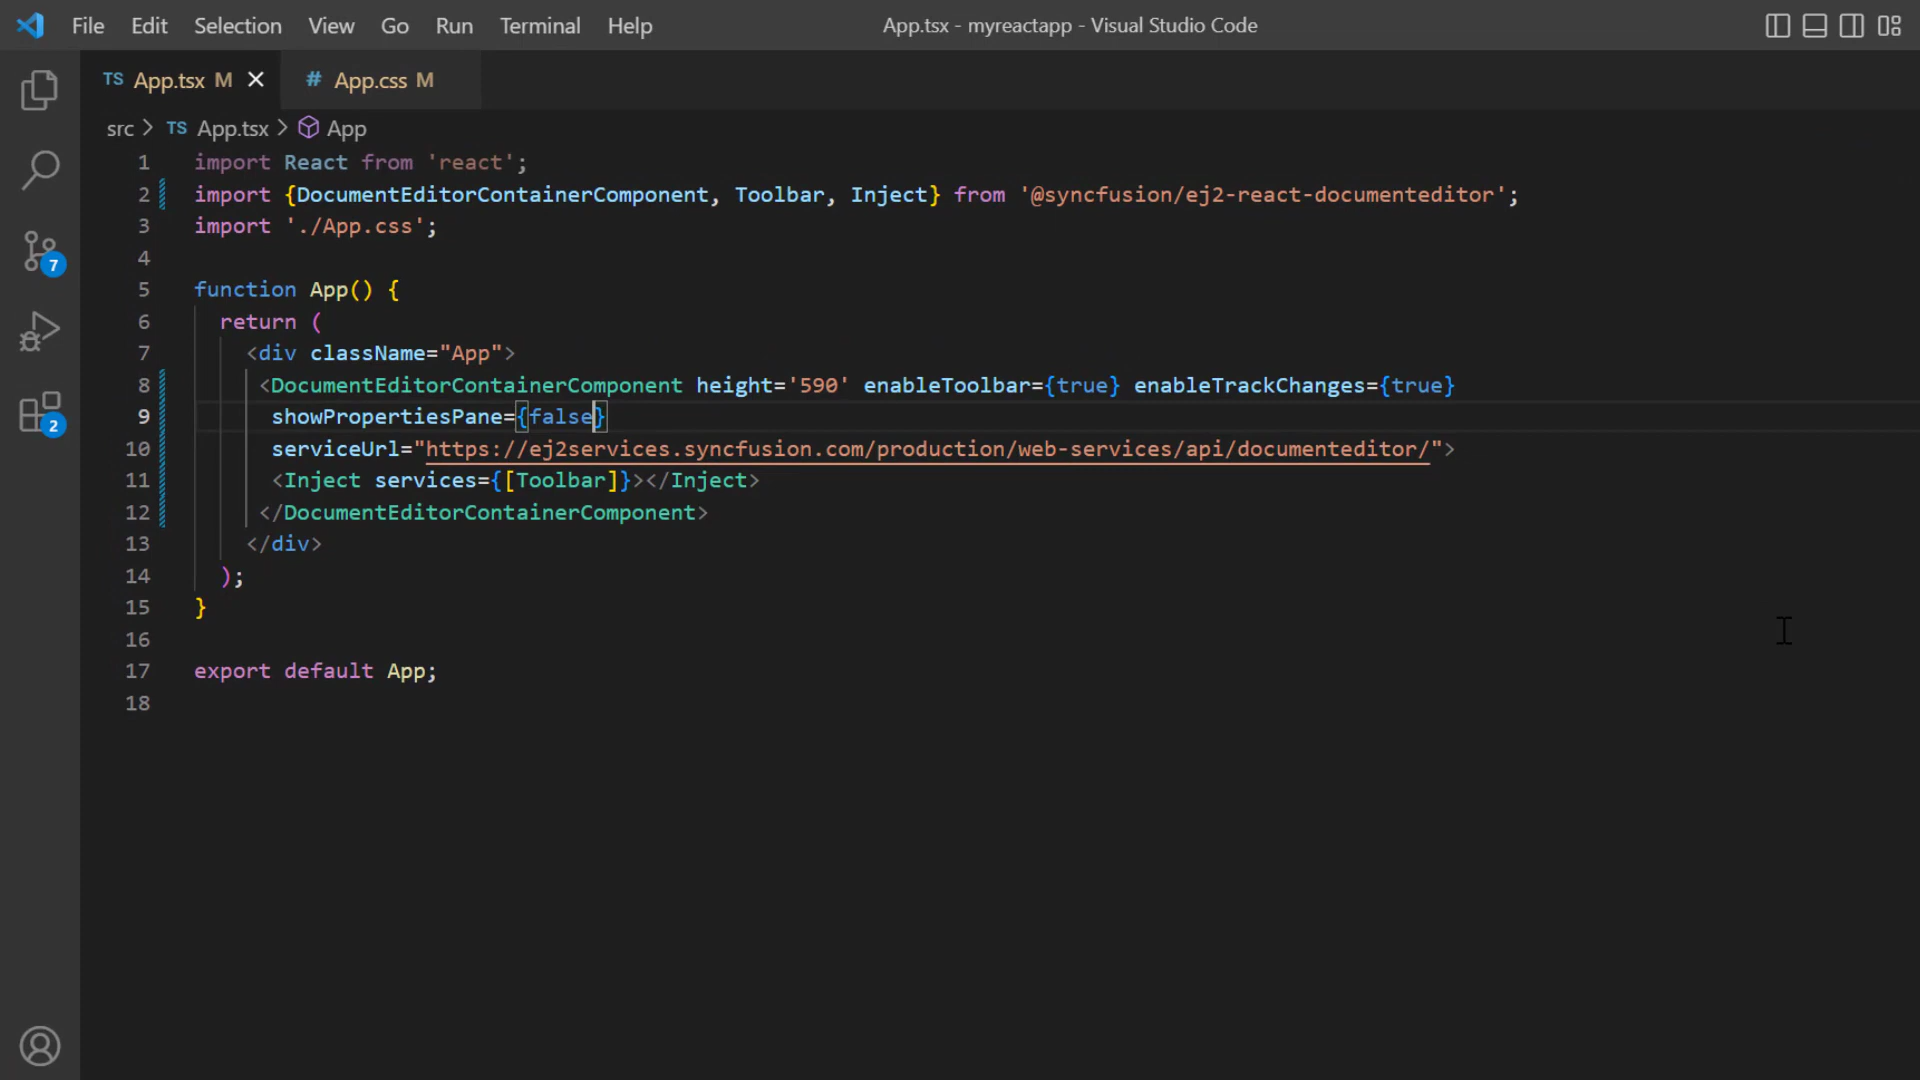 File Edit Selection View Go Run Terminal Help App.tsx - myreactapp - Visual Studio Code
TS App.tsx M # App.css M
src > TS App.tsx > App
1 import React from 'react';
2 import {DocumentEditorContainerComponent, Toolbar, Inject} from '@syncfusion/ej2-react-documenteditor';
3 import './App.css';
4
5 function App() {
6 return (
7 <div className="App">
8 <DocumentEditorContainerComponent height='590' enableToolbar={true} enableTrackChanges={true}
9 showPropertiesPane={false}
10 serviceUrl="https://ej2services.syncfusion.com/production/web-services/api/documenteditor/">
11 <Inject services={[Toolbar]}></Inject>
12 </DocumentEditorContainerComponent>
13 </div>
14 );
15 }
16
17 export default App;
18
7
2